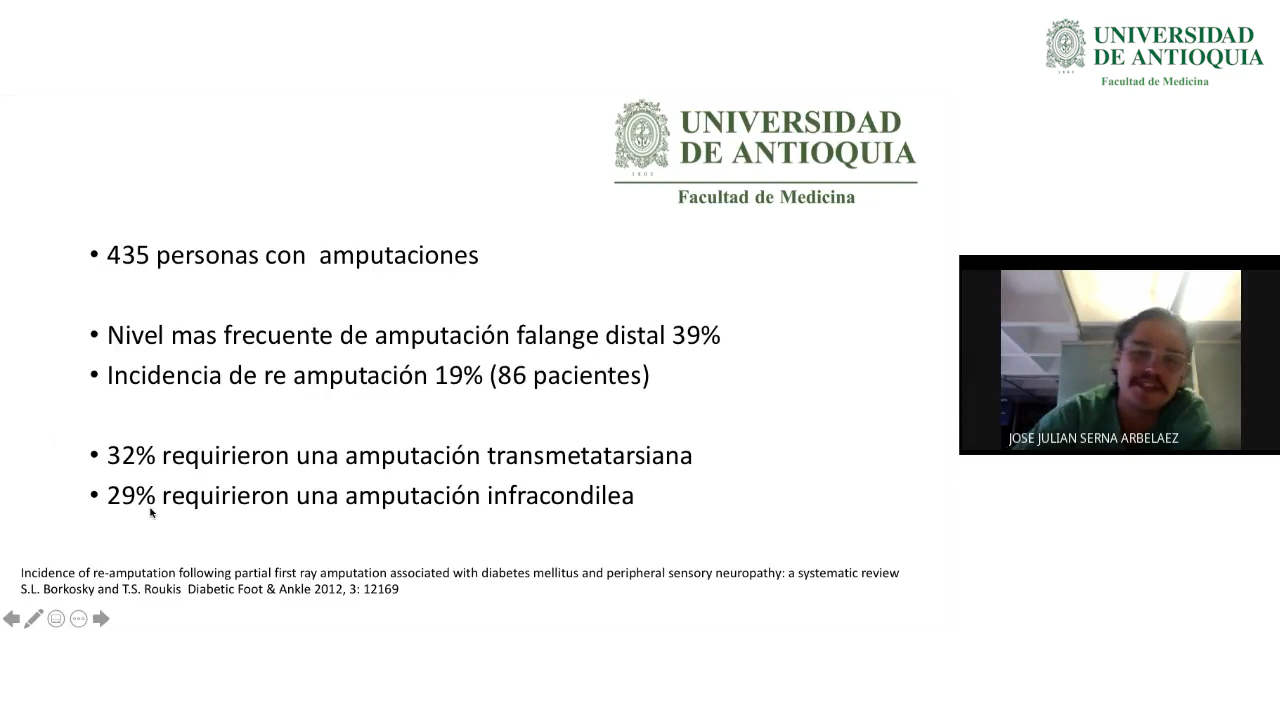 UNIVERSIDAD
DE ANTIOQUIA
1803
Facultad de Medicina
UNIVERSIDAD
DE ANTIOQUIA
1803
Facultad de Medicina
• 435 personas con  amputaciones
• Nivel mas frecuente de amputación falange distal 39%
• Incidencia de re amputación 19% (86 pacientes)
• 32% requirieron una amputación transmetatarsiana
• 29% requirieron una amputación infracondilea
JOSE JULIAN SERNA ARBELAEZ
Incidence of re-amputation following partial first ray amputation associated with diabetes mellitus and peripheral sensory neuropathy: a systematic review
S.L. Borkosky and T.S. Roukis  Diabetic Foot & Ankle 2012, 3: 12169